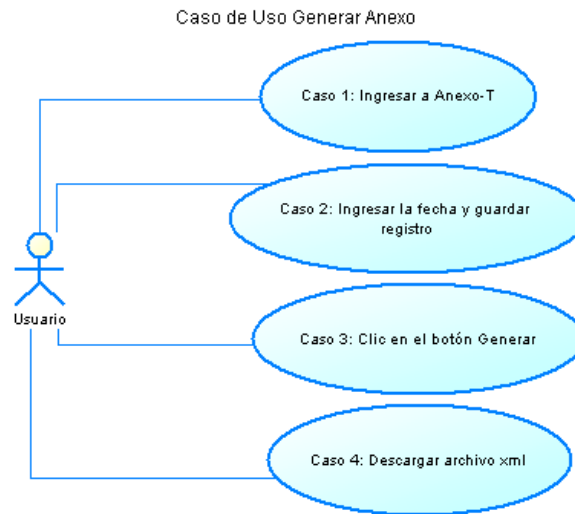 Caso de Uso Generar Anexo
Caso 1: Ingresar a Anexo-T
Caso 2: Ingresar la fecha y guardar
registro
Usuario
Caso 3: Clic en el botón Generar
Caso 4: Descargar archivo xml